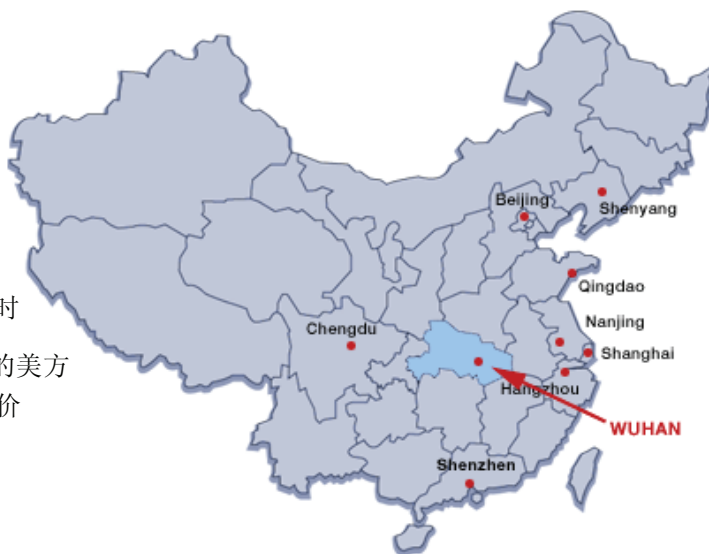 Beijing
Shenyang
Qingdao
时
Nanjing
Chengdu
Shanghai
的美方
Hangzhou
价
WUHAN
Shenzhen